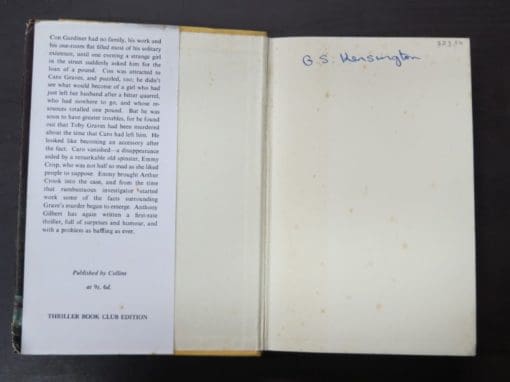 Con Gardiner had no family, his work and
his one-room flat filled most of his solitary
existence, until one evening a strange girl
in the street suddenly asked him for the
loan of a pound. Con was attracted to
Caro Graves, and puzzled, too; he didn't
see what would become of a girl who had
just left her husband after a bitter quarrel,
who had nowhere to go, and whose re-
sources totalled one pound. But he was
soon to have greater troubles, for he found
out that Toby Graves had been murdered
about the time that Caro had left him. He
looked like becoming an accessory after
the fact. Caro vanished—a disappearance
aided by a remarkable old spinster, Emmy
Crisp, who was not half so mad as she liked
people to suppose. Emmy brought Arthur
Crook into the case, and from the time
that rambunctious investigator started
work some of the facts surrounding
Grave's murder began to emerge. Anthony
Gilbert has again written a first-rate
thriller, full of surprises and humour, and
with a problem as baffling as ever.
Published by Collins
at 9s. 6d.
THRILLER BOOK CLUB EDITION
G S. Kensington